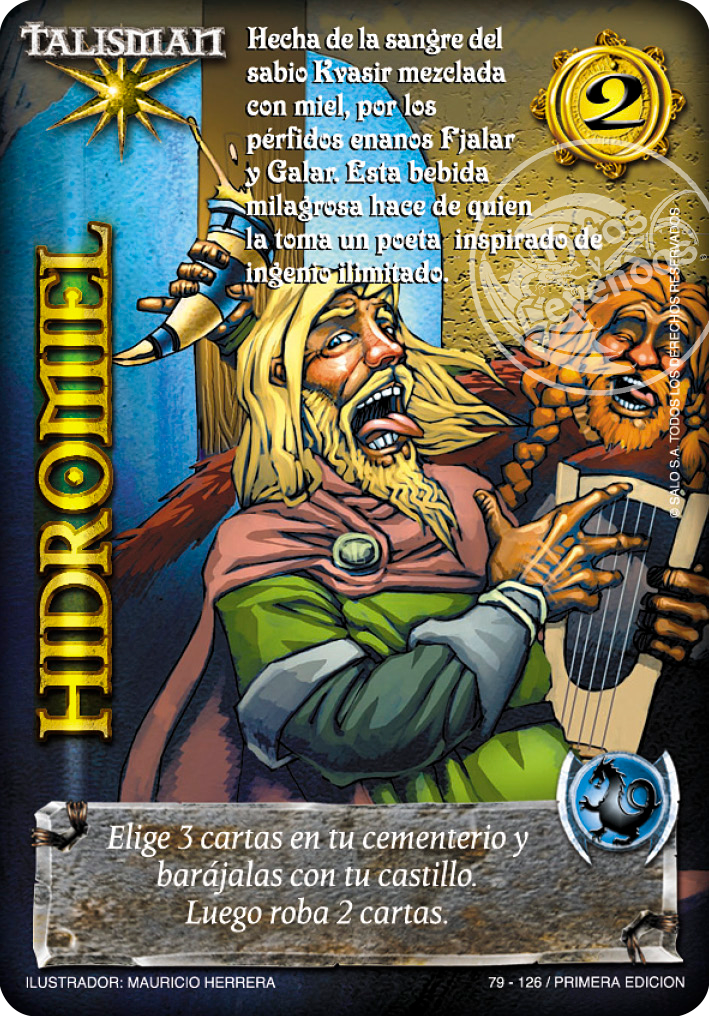 TALISMAN
Hecha de la sangre del
sabio Kvasir mezclada
con miel, por los
pérfidos enanos Fjalar
y Galar. Esta bebida
milagrosa hace de quien
la toma un poeta inspirado de
ingenio ilimitado.
2
HIDROMIEL
Mitos
Leyendas
© SALO S.A. TODOS LOS DERECHOS RESERVADOS
Elige 3 cartas en tu cementerio y
barájalas con tu castillo.
Luego roba 2 cartas.
ILUSTRADOR: MAURICIO HERRERA
79 - 126 / PRIMERA EDICION